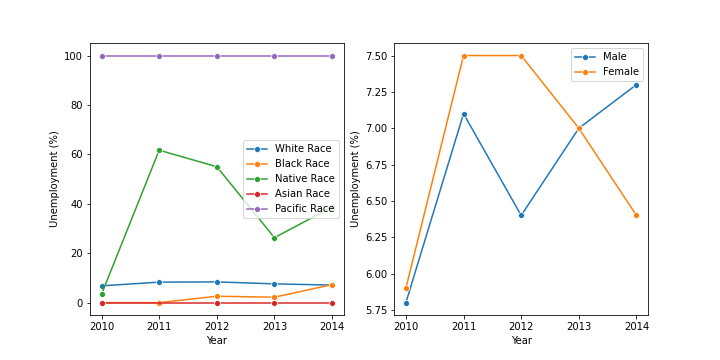 Unemployment (%)
100
80
60
40
20
0
White Race
Black Race
Native Race
Asian Race
Pacific Race
2010 2011 2012 2013 2014
Year
Unemployment (%)
7.50
7.25
7.00
6.75
6.50
6.25
6.00
5.75
Male
Female
2010 2011 2012 2013 2014
Year